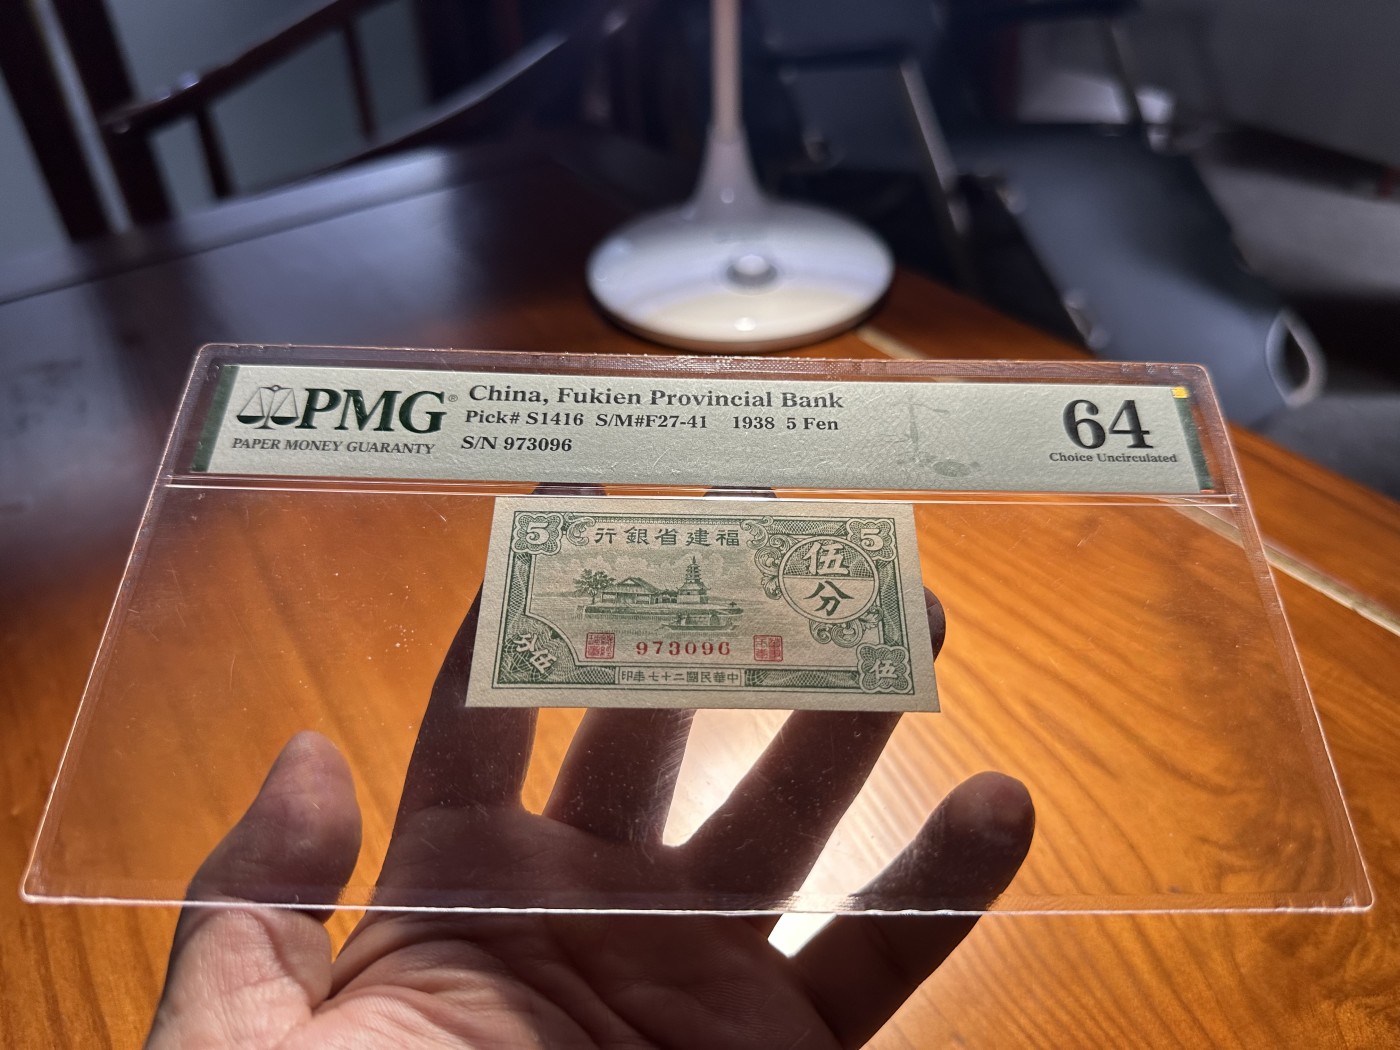 PMG®
PAPER MONEY GUARANTY
China, Fukien Provincial Bank
Pick# S1416 S/M#F27-41 1938 5 Fen
S/N 973096
64
Choice Uncirculated
5
行銀省建福
5
伍
分
973096
分伍
伍
印年七十二國民華中